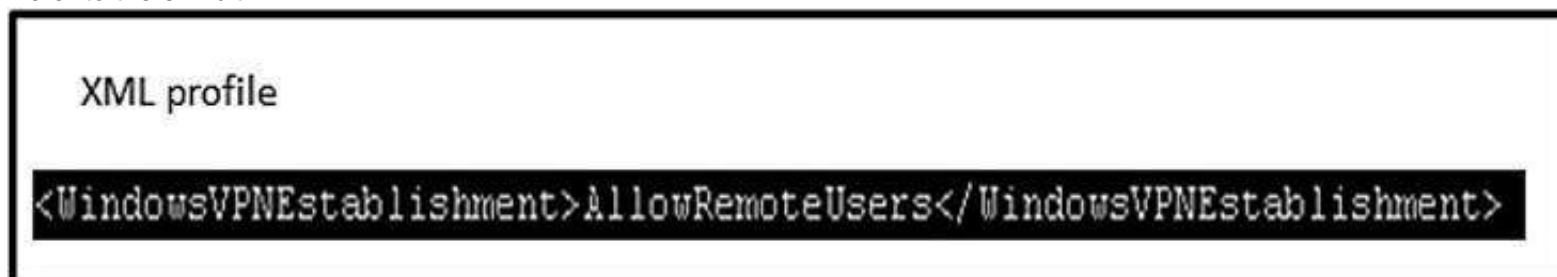 XML profile
<WindowsVPNEstablishment>AllowRemoteUsers</WindowsVPNEstablishment>